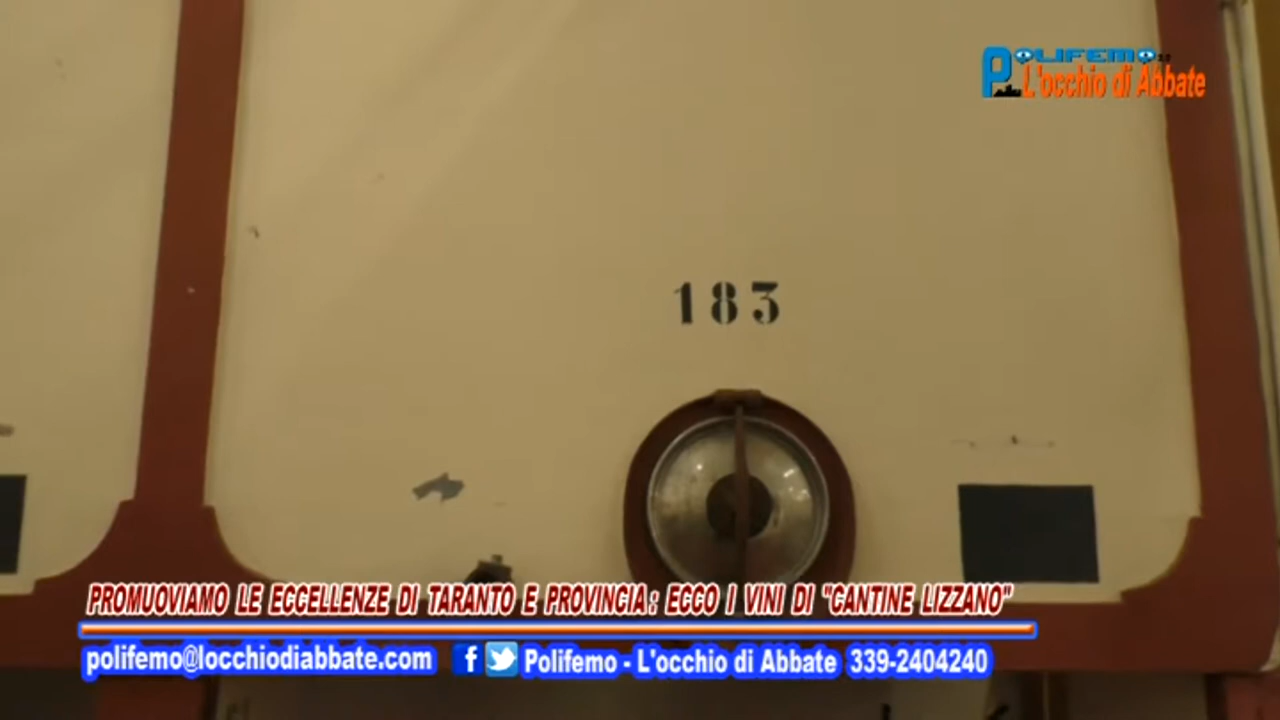 POLIFEMO
L'occhio di Abbate
183
PROMUOVIAMO LE ECCELLENZE DI TARANTO E PROVINCIA: ECCO I VINI DI "CANTINE LIZZANO"
polifemo@locchiodiabbate.com f Polifemo - L'occhio di Abbate 339-2404240